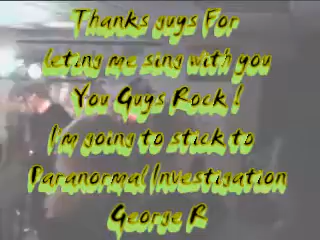 Thanks guys For
leting me sing with you
You Guys Rock !
I'm going to stick to
Paranormal Investigation
George R